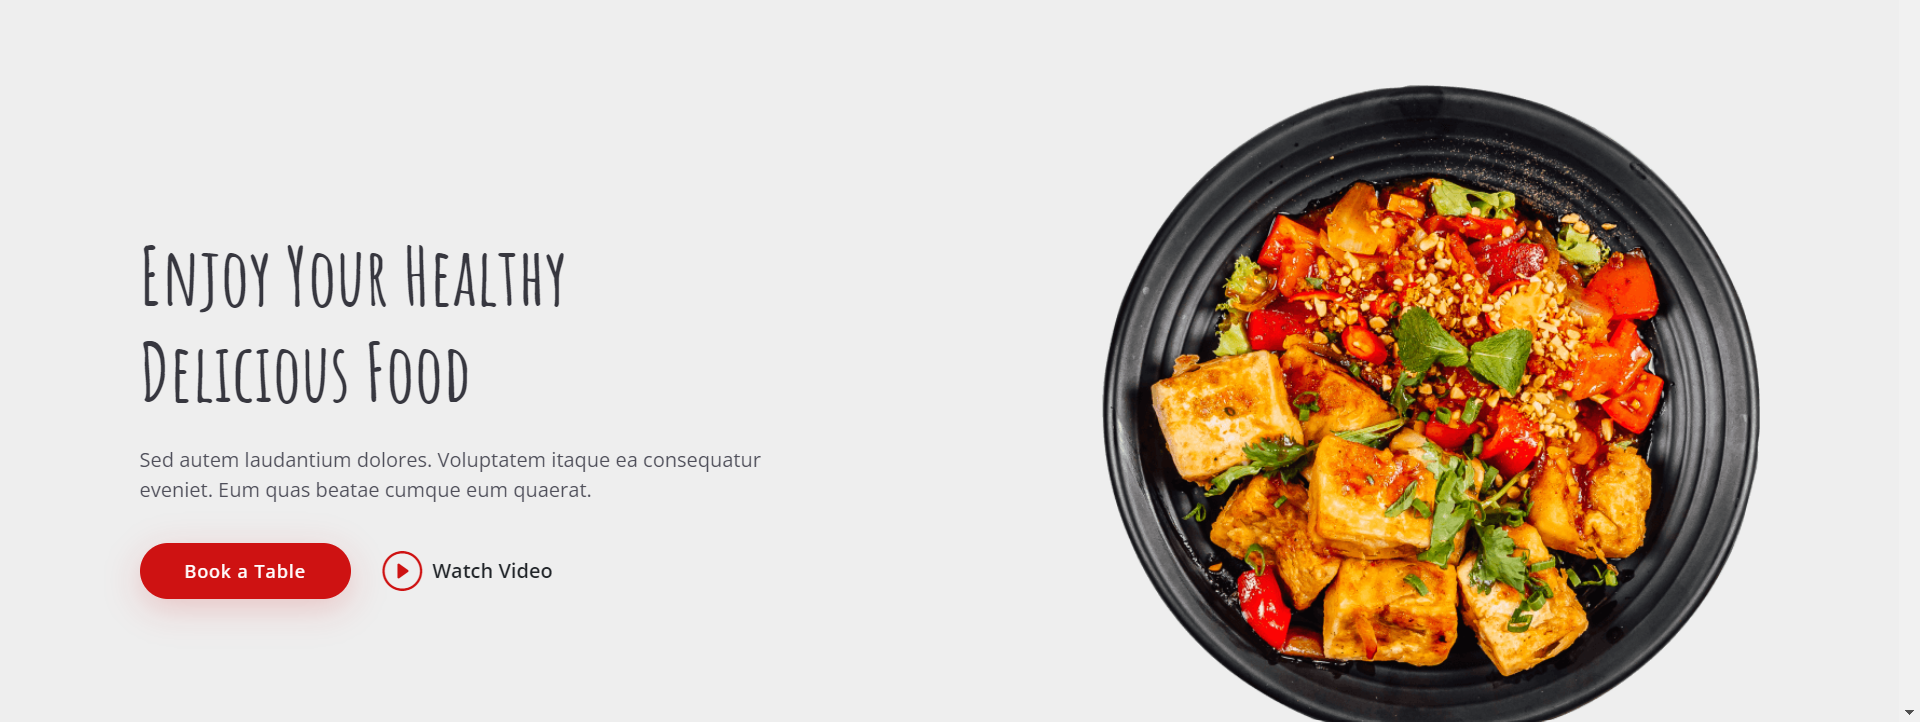 Enjoy Your Healthy
Delicious Food
Sed autem laudantium dolores. Voluptatem itaque ea consequatur
eveniet. Eum quas beatae cumque eum quaerat.
Book a Table
Watch Video